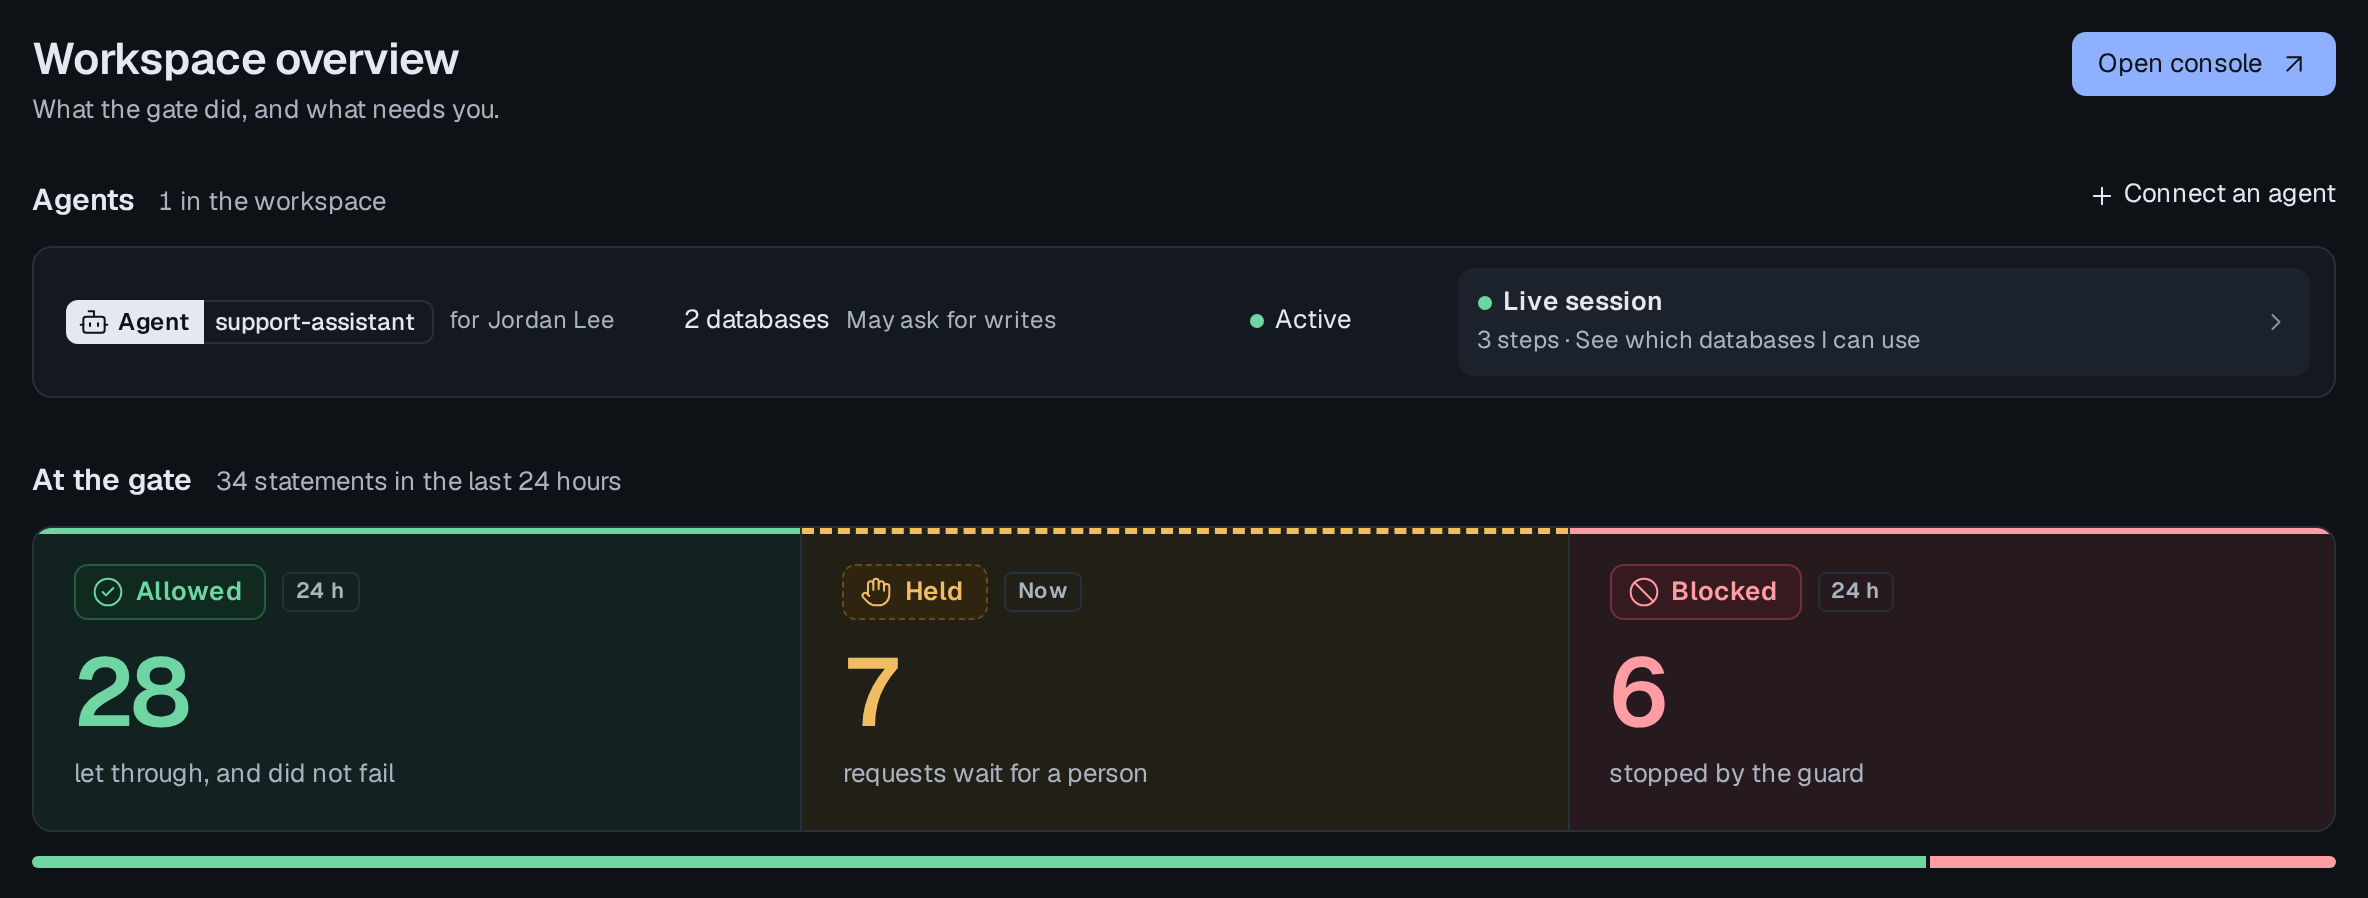 Workspace overview
Open console
What the gate did, and what needs you.
Agents 1 in the workspace
Connect an agent
Agent support-assistant for Jordan Lee 2 databases May ask for writes Active
Live session
3 steps · See which databases I can use
At the gate 34 statements in the last 24 hours
Allowed 24 h
28
let through, and did not fail
Held Now
7
requests wait for a person
Blocked 24 h
6
stopped by the guard